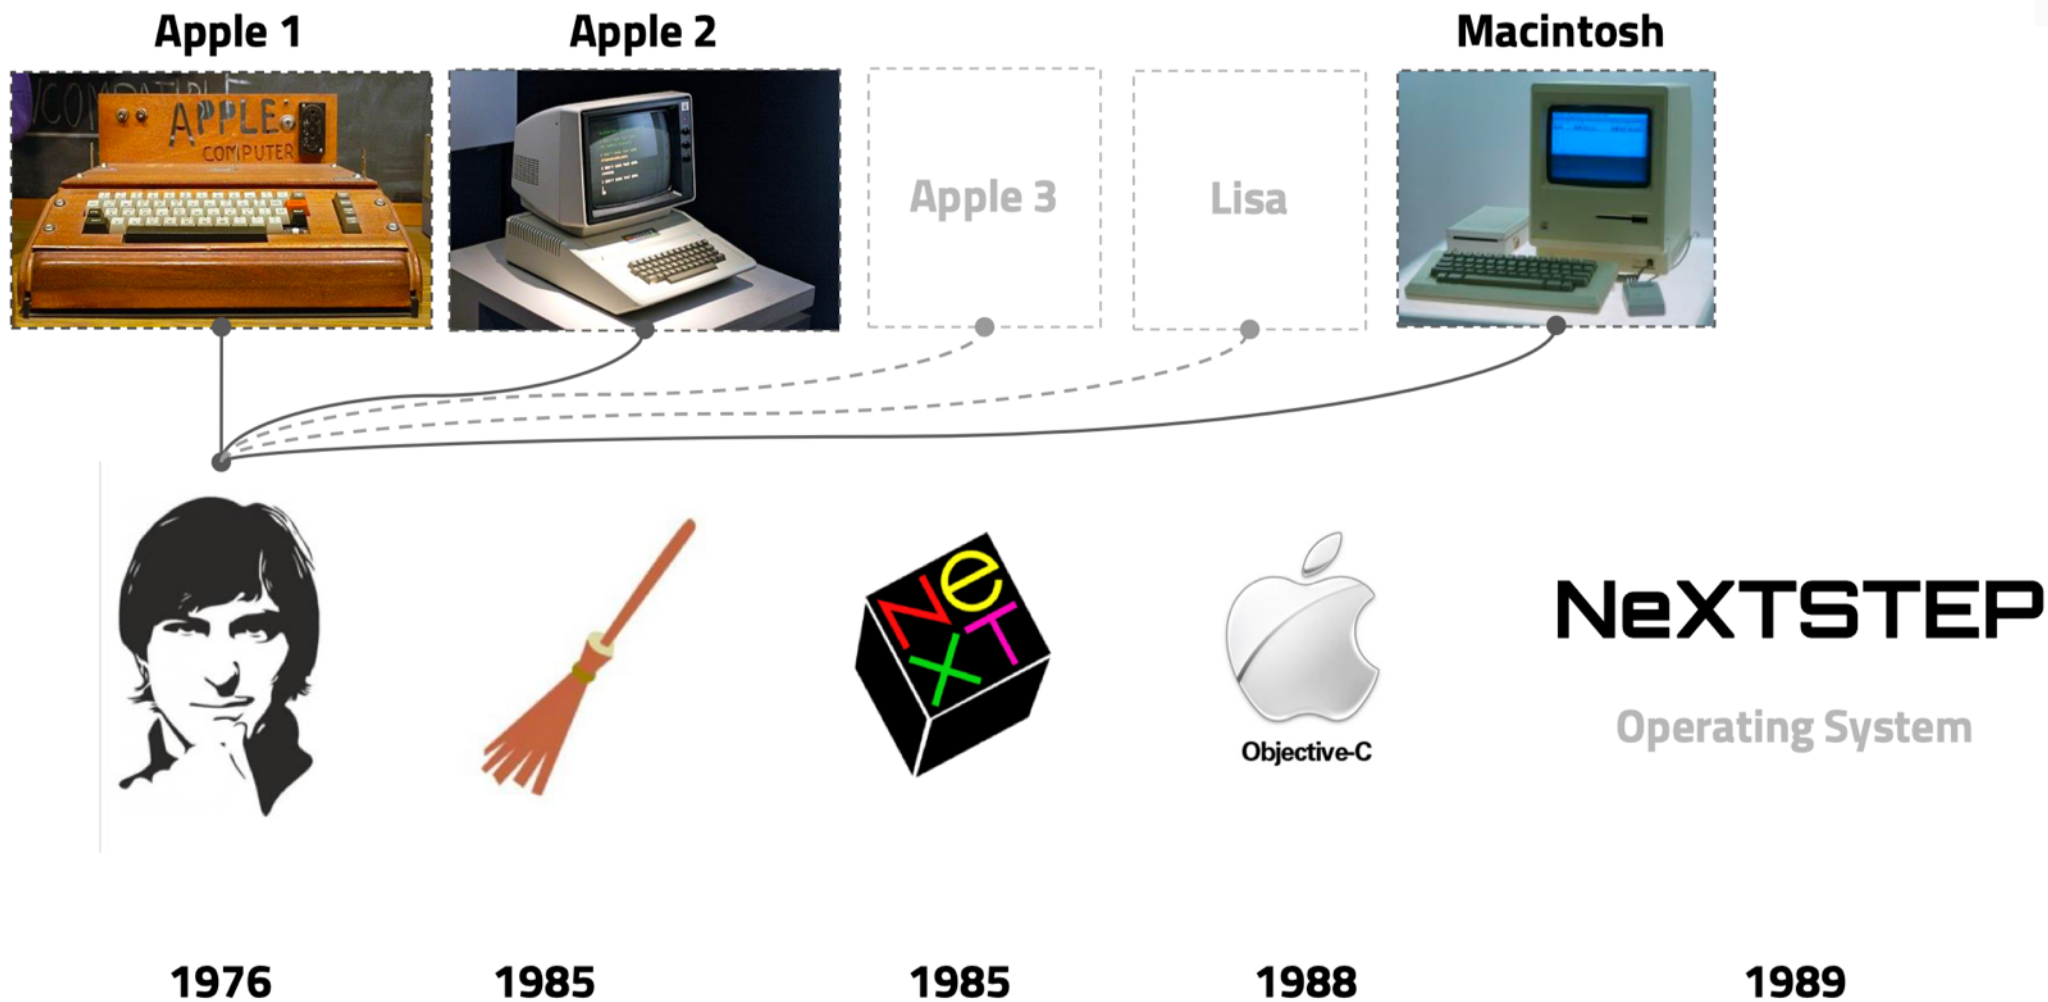 Apple 1
Apple 2
Macintosh
APPLE
COMPUTER
Apple 3
Lisa
NeXT
Objective-C
NeXTSTEP
Operating System
1976
1985
1985
1988
1989